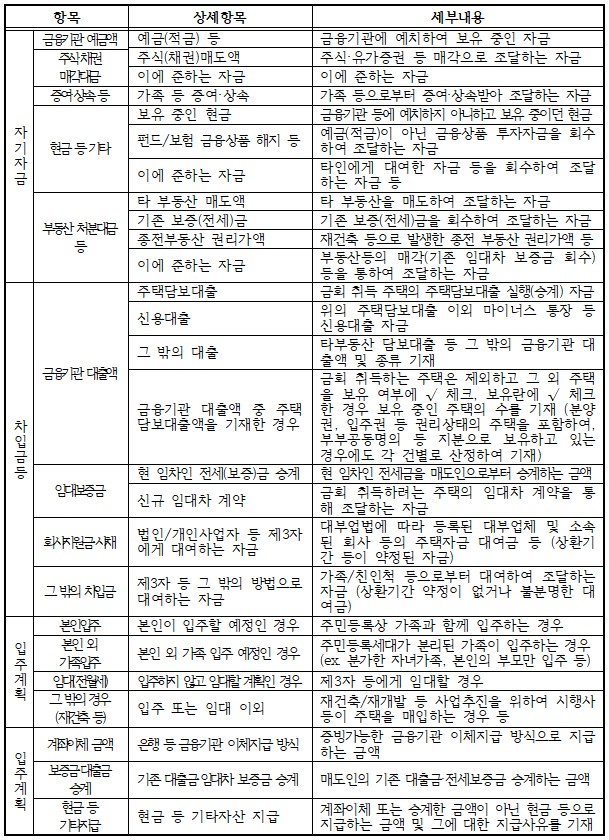 항목 상세항목 세부내용
자기자금
금융기관 예금액 예금(적금) 등 금융기관에 예치하여 보유 중인 자금
주식·채권
매각대금
주식(채권)매도액 주식·유가증권 등 매각으로 조달하는 자금
이에 준하는 자금 이에 준하는 자금
증여·상속 등 가족 등 증여·상속 가족 등으로부터 증여·상속받아 조달하는 자금
현금 등 기타
보유 중인 현금 금융기관 등에 예치하지 아니하고 보유 중이던 현금
펀드/보험 금융상품 해지 등
예금(적금)이 아닌 금융상품 투자자금을 회수
하여 조달하는 자금
이에 준하는 자금
타인에게 대여한 자금 등을 회수하여 조달
하는 자금 등
부동산 처분대금
등
타 부동산 매도액 타 부동산을 매도하여 조달하는 자금
기존 보증(전세)금 기존 보증(전세)금을 회수하여 조달하는 자금
종전부동산 권리가액 재건축 등으로 발생한 종전 부동산 권리가액 등
이에 준하는 자금
부동산등의 매각(기존 임대차 보증금 회수)
등을 통하여 조달하는 자금
차입금등
금융기관 대출액
주택담보대출 금회 취득 주택의 주택담보대출 실행(승계) 자금
신용대출
위의 주택담보대출 이외 마이너스 통장 등
신용대출 자금
그 밖의 대출
타부동산 담보대출 등 그 밖의 금융기관 대
출액 및 종류 기재
금융기관 대출액 중 주택
담보대출액을 기재한 경우
금회 취득하는 주택은 제외하고 그 외 주택
을 보유 여부에 √ 체크, 보유란에 √ 체크
한 경우 보유 중인 주택의 수를 기재 (분양
권, 입주권 등 권리상태의 주택을 포함하여,
부부공동명의 등 지분으로 보유하고 있는
경우에도 각 건별로 산정하여 기재)
임대보증금
현 임차인 전세(보증)금 승계 현 임차인 전세금을 매도인으로부터 승계하는 금액
신규 임대차 계약
금회 취득하려는 주택의 임대차 계약을 통
해 조달하는 자금
회사지원금·사채
법인/개인사업자 등 제3자
에게 대여하는 자금
대부업법에 따라 등록된 대부업체 및 소속
된 회사 등의 주택자금 대여금 등 (상환기
간 등이 약정된 자금)
그 밖의 차입금
제3자 등 그 밖의 방법으로
대여하는 자금
가족/친인척 등으로부터 대여하여 조달하는
자금 (상환기간 약정이 없거나 불분명한 대
여금)
입주계획
본인입주 본인이 입주할 예정인 경우 주민등록상 가족과 함께 입주하는 경우
본인 외
가족입주
본인 외 가족 입주 예정인 경우
주민등록세대가 분리된 가족이 입주하는 경우
(ex 분가한 자녀가족, 본인의 부모만 입주 등)
임대(전월세) 입주하지 않고 임대할 계획인 경우 제3자 등에게 임대할 경우
그 밖의 경우
(재건축 등)
입주 또는 임대 이외
재건축/재개발 등 사업추진을 위하여 시행사
등이 주택을 매입하는 경우 등
입주계획
계좌이체 금액 은행 등 금융기관 이체지급 방식
증빙가능한 금융기관 이체지급 방식으로 지급
하는 금액
보증금·대출금
승계
기존 대출금·임대차 보증금 승계 매도인의 기존 대출금·전세보증금 승계하는 금액
현금 등
기타지급
현금 등 기타자산 지급
계좌이체 또는 승계한 금액이 아닌 현금 등으로
지급하는 금액 및 그에 대한 지급사유를 기재